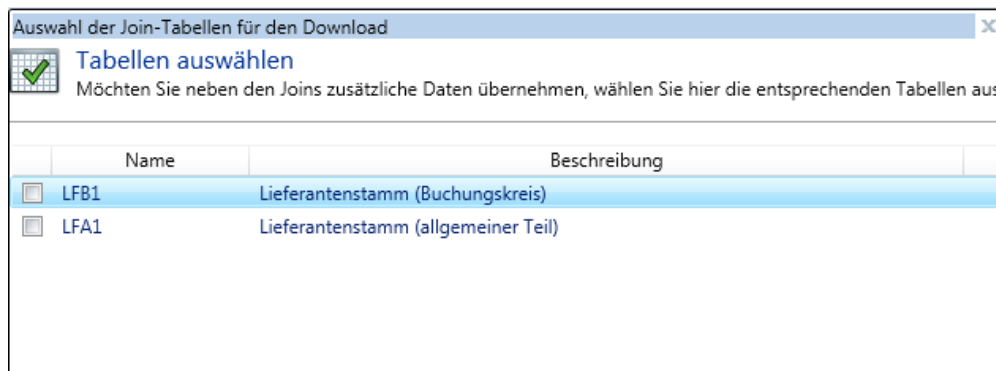 Auswahl der Join-Tabellen für den Download
Tabellen auswählen
Möchten Sie neben den Joins zusätzliche Daten übernehmen, wählen Sie hier die entsprechenden Tabellen aus
Name Beschreibung
LFB1 Lieferantenstamm (Buchungskreis)
LFA1 Lieferantenstamm (allgemeiner Teil)